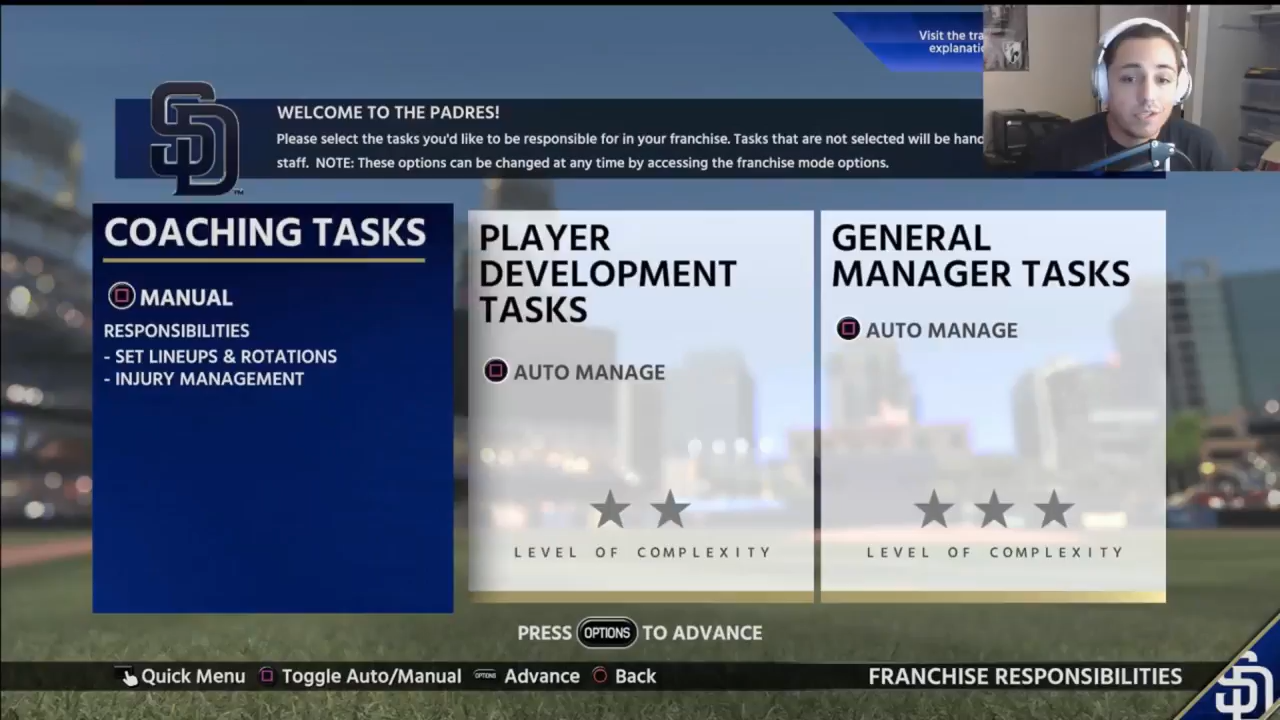 Visit the
WELCOME TO THE PADRES!
Please select the tasks you'd like to be responsible for in your franchise. Tasks that are not selected will be
staff. NOTE: These options can be changed at any time by accessing the franchise mode options.
SD
TM
COACHING TASKS
MANUAL
RESPONSIBILITIES
- SET LINEUPS & ROTATIONS
- INJURY MANAGEMENT
PLAYER
DEVELOPMENT
TASKS
AUTO MANAGE
LEVEL OF COMPLEXITY
GENERAL
MANAGER TASKS
AUTO MANAGE
LEVEL OF COMPLEXITY
PRESS OPTIONS TO ADVANCE
Quick Menu Toggle Auto/Manual OPTIONS Advance Back
FRANCHISE RESPONSIBILITIES
SD